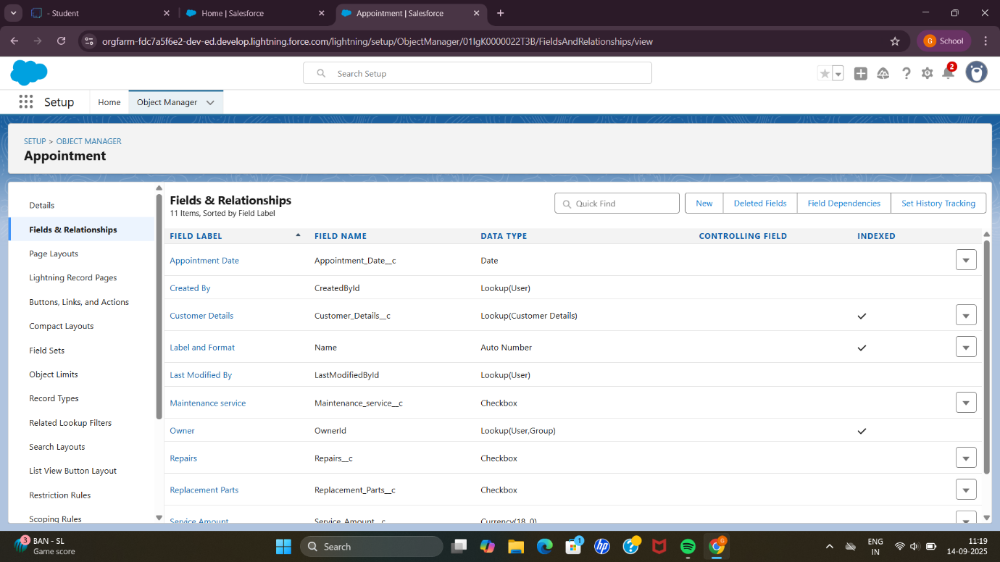 - Student
Home | Salesforce
Appointment | Salesforce
orgfarm-fdc7a5f6e2-dev-ed.develop.lightning.force.com/lightning/setup/ObjectManager/01IgK0000022T3B/FieldsAndRelationships/view
G School
Search Setup
2
Setup
Home
Object Manager
SETUP > OBJECT MANAGER
Appointment
Details
Fields & Relationships
Page Layouts
Lightning Record Pages
Buttons, Links, and Actions
Compact Layouts
Field Sets
Object Limits
Record Types
Related Lookup Filters
Search Layouts
List View Button Layout
Restriction Rules
Scoping Rules
Fields & Relationships
11 Items, Sorted by Field Label
Quick Find
New
Deleted Fields
Field Dependencies
Set History Tracking
FIELD LABEL FIELD NAME DATA TYPE CONTROLLING FIELD INDEXED
Appointment Date Appointment_Date__c Date
Created By CreatedById Lookup(User)
Customer Details Customer_Details__c Lookup(Customer Details)
Label and Format Name Auto Number
Last Modified By LastModifiedById Lookup(User)
Maintenance service Maintenance_service__c Checkbox
Owner OwnerId Lookup(User,Group)
Repairs Repairs__c Checkbox
Replacement Parts Replacement_Parts__c Checkbox
Service Amount Service_Amount__c Currency(18, 0)
3
BAN - SL
Game score
Search
1
hp
G
ENG
IN
11:19
14-09-2025